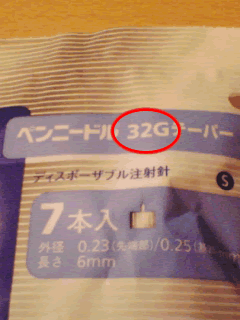 ペンニードル 32Gテーパー
ディスポーザブル注射針
S
7本入
外径 0.23(先端部)/0.25(基
長さ 6mm